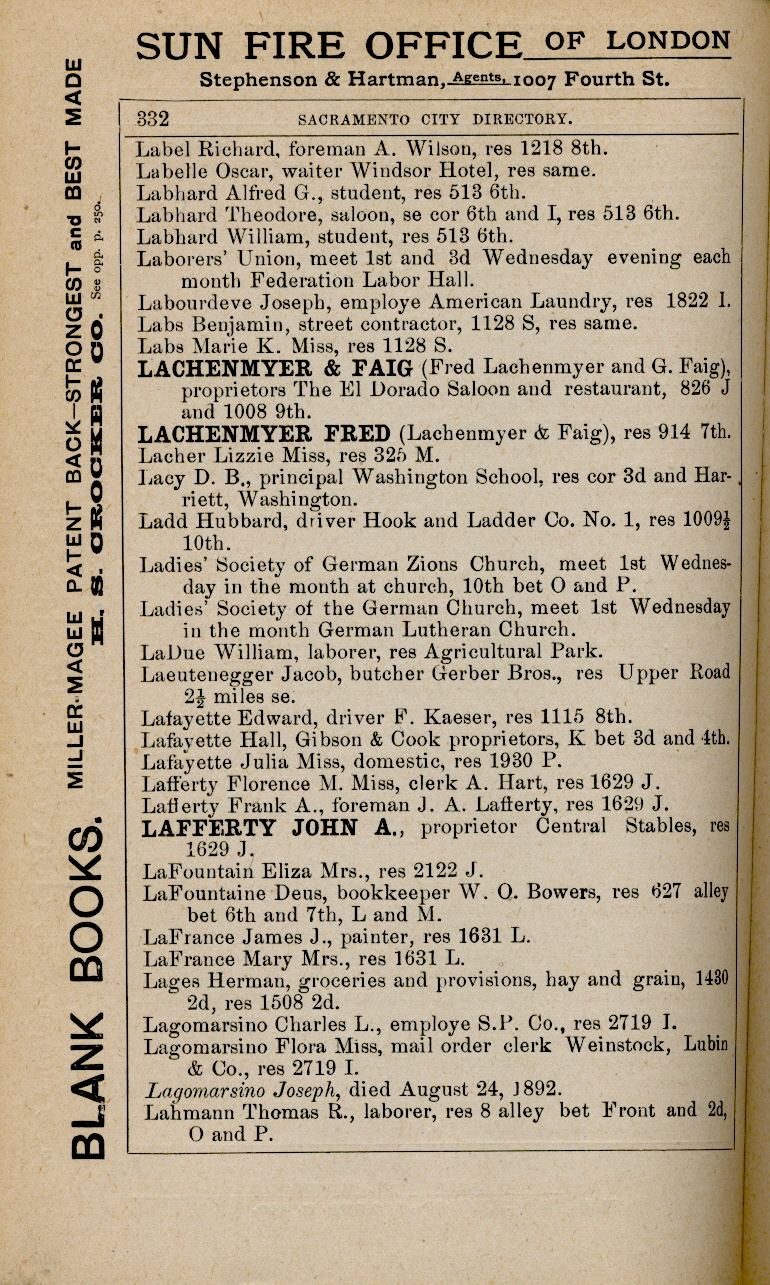 SUN FIRE OFFICE OF LONDON
Stephenson & Hartman, Agents, 1007 Fourth St.
332 SACRAMENTO CITY DIRECTORY.
Label Richard, foreman A. Wilson, res 1218 8th.
Labelle Oscar, waiter Windsor Hotel, res same.
Labhard Alfred G., student, res 513 6th.
Labhard Theodore, saloon, se cor 6th and I, res 513 6th.
Labhard William, student, res 513 6th.
Laborers' Union, meet 1st and 3d Wednesday evening each
month Federation Labor Hall.
Labourdeve Joseph, employe American Laundry, res 1822 I.
Labs Benjamin, street contractor, 1128 S, res same.
Labs Marie K. Miss, res 1128 S.
LACHENMYER & FAIG (Fred Lachenmyer and G. Faig),
proprietors The El Dorado Saloon and restaurant, 826 J
and 1008 9th.
LACHENMYER FRED (Lachenmyer & Faig), res 914 7th.
Lacher Lizzie Miss, res 325 M.
Lacy D. B., principal Washington School, res cor 3d and Har-
riett, Washington.
Ladd Hubbard, driver Hook and Ladder Co. No. 1, res 1009½
10th.
Ladies' Society of German Zions Church, meet 1st Wednes-
day in the month at church, 10th bet O and P.
Ladies' Society of the German Church, meet 1st Wednesday
in the month German Lutheran Church.
LaDue William, laborer, res Agricultural Park.
Laeutenegger Jacob, butcher Gerber Bros., res Upper Road
2½ miles se.
Lafayette Edward, driver F. Kaeser, res 1115 8th.
Lafayette Hall, Gibson & Cook proprietors, K bet 3d and 4th.
Lafayette Julia Miss, domestic, res 1930 P.
Lafferty Florence M. Miss, clerk A. Hart, res 1629 J.
Lafferty Frank A., foreman J. A. Lafferty, res 1629 J.
LAFFERTY JOHN A., proprietor Central Stables, res
1629 J.
LaFountain Eliza Mrs., res 2122 J.
LaFountaine Deus, bookkeeper W. O. Bowers, res 627 alley
bet 6th and 7th, L and M.
LaFrance James J., painter, res 1631 L.
LaFrance Mary Mrs., res 1631 L.
Lages Herman, groceries and provisions, hay and grain, 1430
2d, res 1508 2d.
Lagomarsino Charles L., employe S.P. Co., res 2719 I.
Lagomarsino Flora Miss, mail order clerk Weinstock, Lubin
& Co., res 2719 I.
Lagomarsino Joseph, died August 24, 1892.
Lahmann Thomas R., laborer, res 8 alley bet Front and 2d,
O and P.
BLANK BOOKS. MILLER-MAGEE PATENT BACK—STRONGEST and BEST MADE
H. S. CROCKER CO. See opp. p. 250.